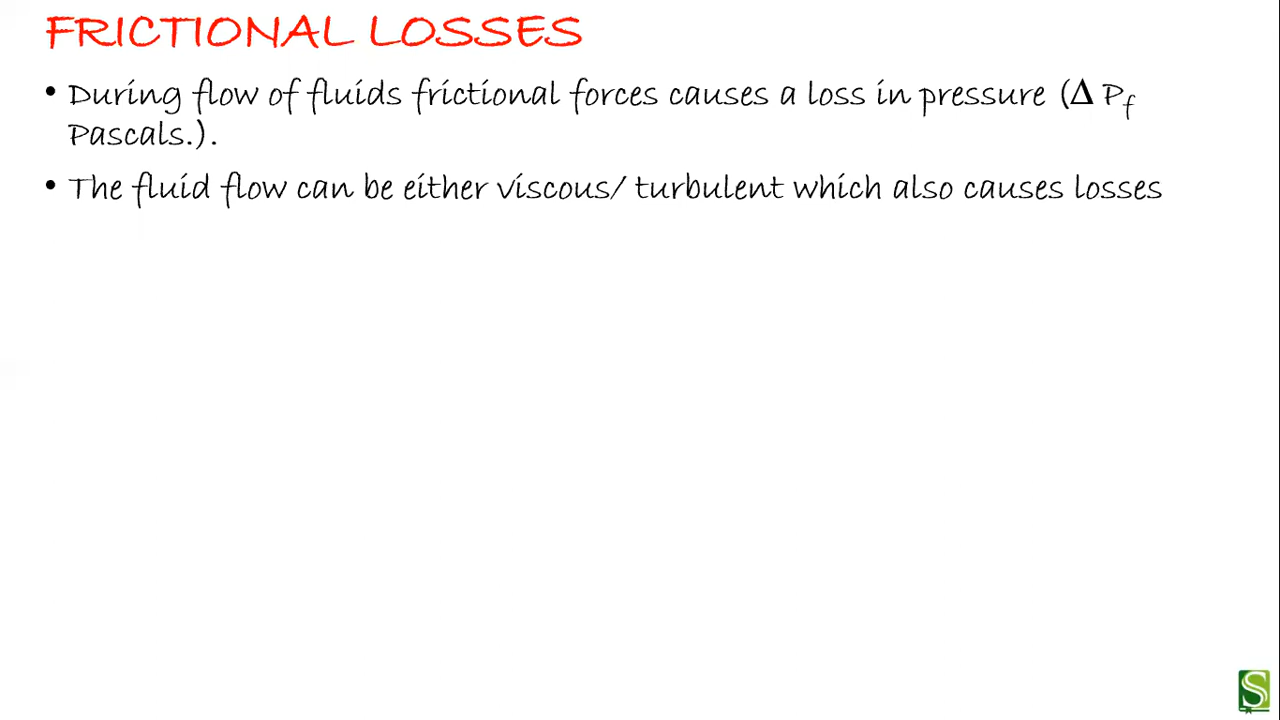 FRICTIONAL LOSSES
• During flow of fluids frictional forces causes a loss in pressure (Δ Pf
Pascals.).
• The fluid flow can be either viscous/ turbulent which also causes losses
S